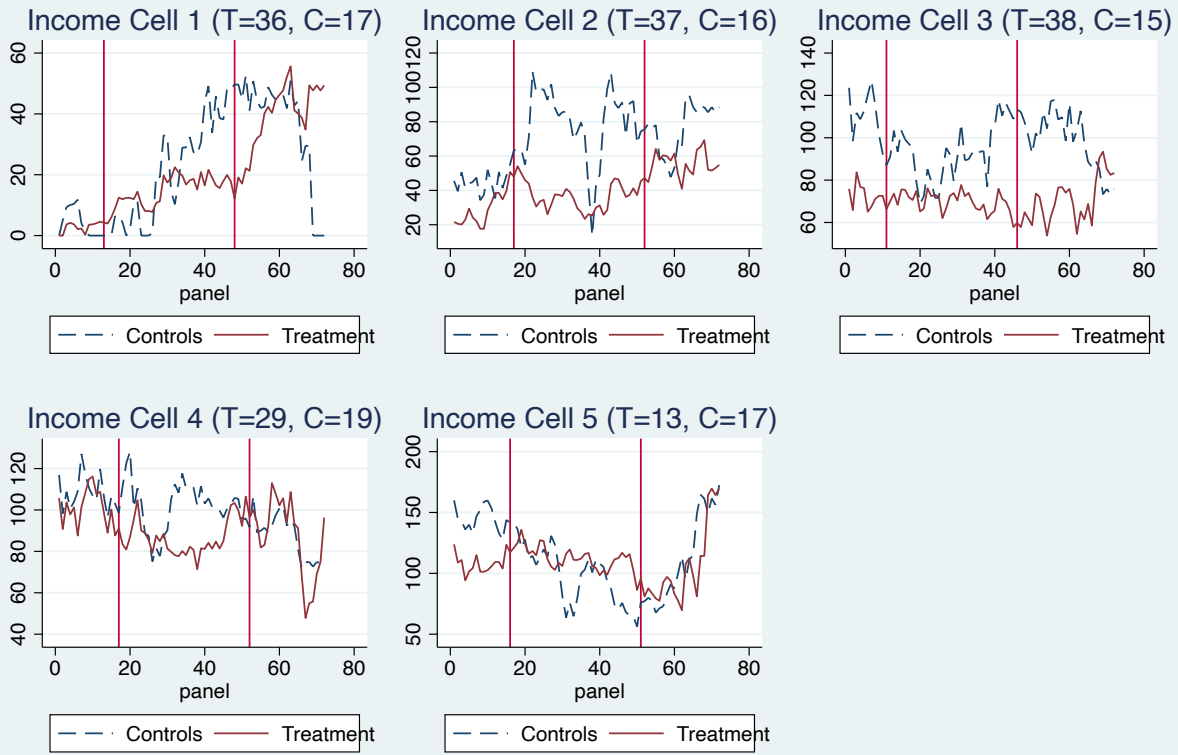 Income Cell 1 (T=36, C=17)
0 20 40 60
0 20 40 60 80
panel
Controls Treatment
Income Cell 2 (T=37, C=16)
20 40 60 80 100 120
0 20 40 60 80
panel
Controls Treatment
Income Cell 3 (T=38, C=15)
60 80 100 120 140
0 20 40 60 80
panel
Controls Treatment
Income Cell 4 (T=29, C=19)
40 60 80 100 120
0 20 40 60 80
panel
Controls Treatment
Income Cell 5 (T=13, C=17)
50 100 150 200
0 20 40 60 80
panel
Controls Treatment